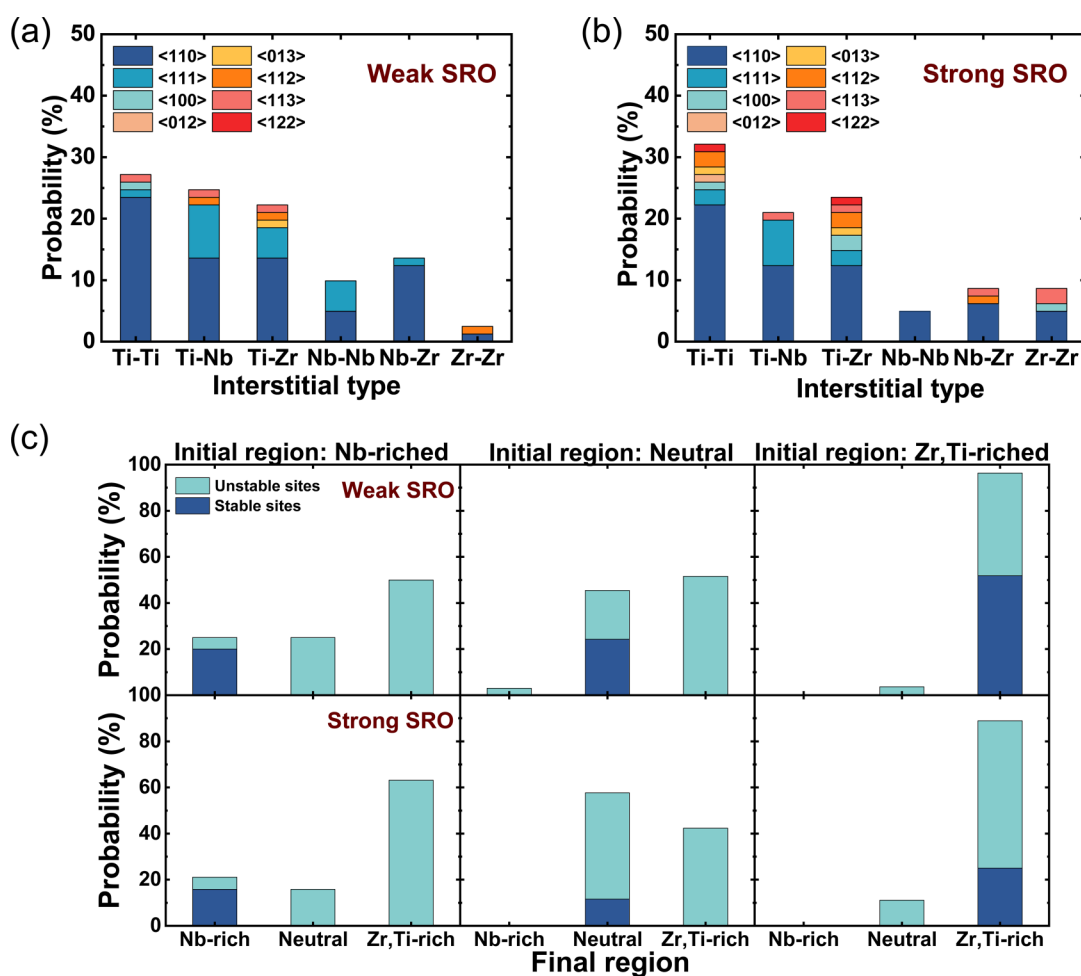 (a)
50
40
30
20
10
0
Probability (%)
<110>
<111>
<100>
<012>
<013>
<112>
<113>
<122>
Weak SRO
Ti-Ti Ti-Nb Ti-Zr Nb-Nb Nb-Zr Zr-Zr
Interstitial type
(b)
50
40
30
20
10
0
Probability (%)
<110>
<111>
<100>
<012>
<013>
<112>
<113>
<122>
Strong SRO
Ti-Ti Ti-Nb Ti-Zr Nb-Nb Nb-Zr Zr-Zr
Interstitial type
(c)
Initial region: Nb-riched
Initial region: Neutral
Initial region: Zr,Ti-riched
100
80
60
40
20
Probability (%)
Unstable sites
Stable sites
Weak SRO
100
80
60
40
20
0
Probability (%)
Strong SRO
Nb-rich Neutral Zr,Ti-rich
Nb-rich Neutral Zr,Ti-rich
Nb-rich Neutral Zr,Ti-rich
Final region